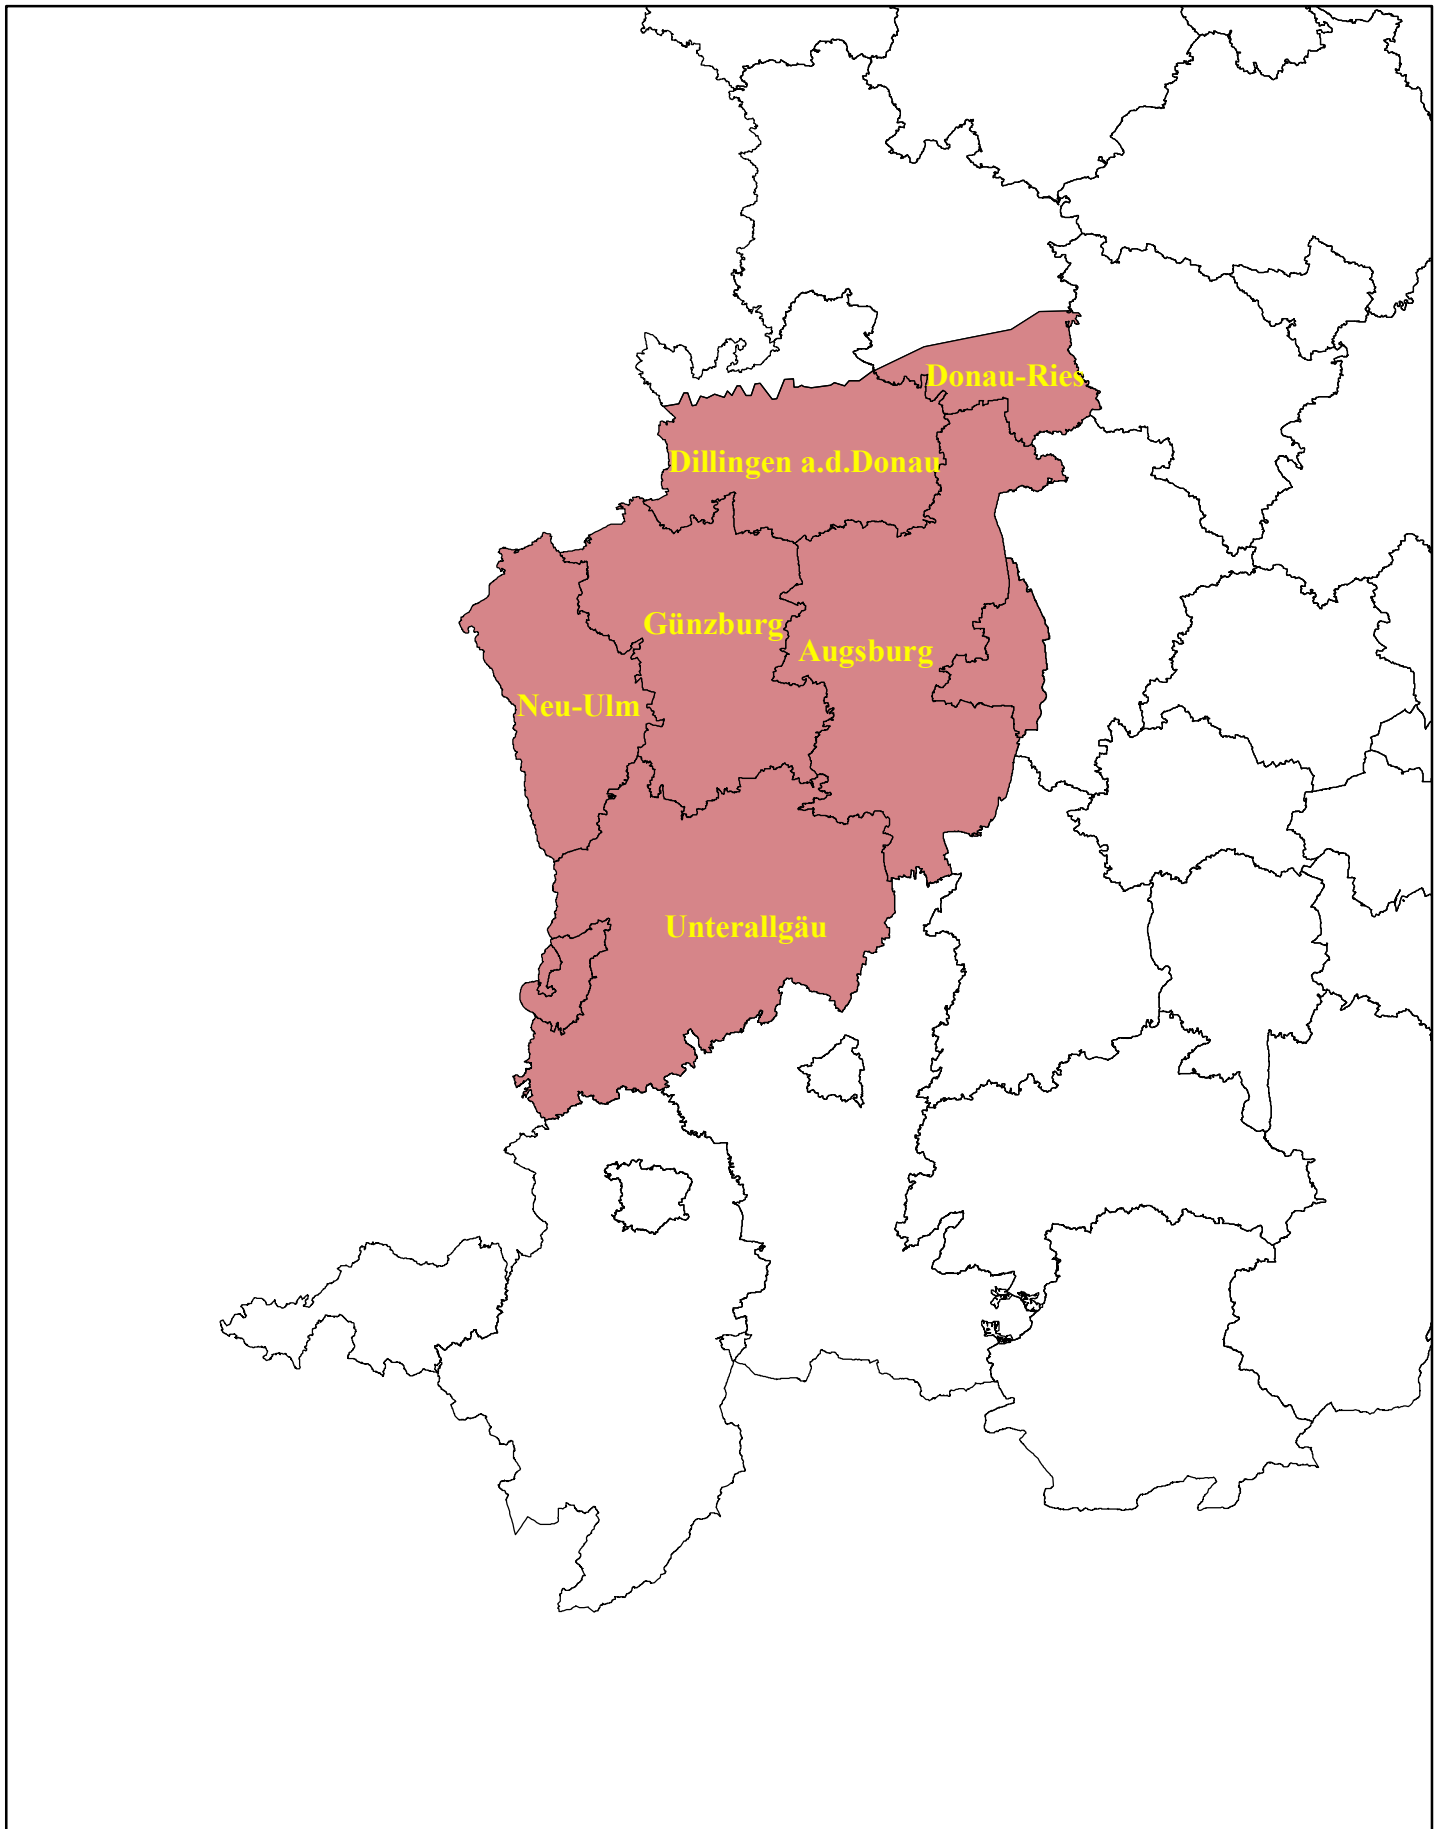 Donau-Ries
Dillingen a.d.Donau
Günzburg
Augsburg
Neu-Ulm
Unterallgäu